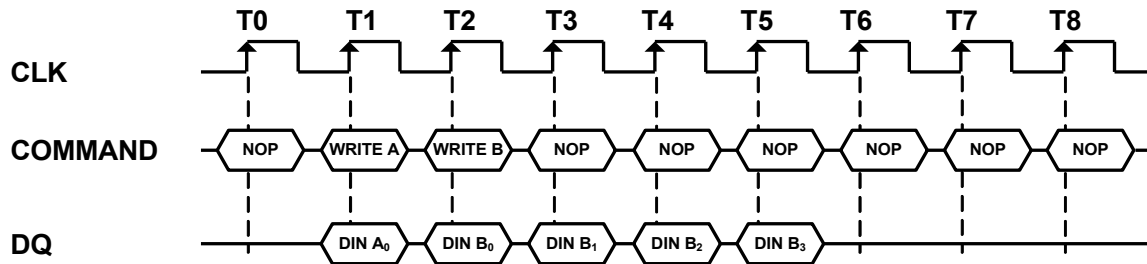 T0 T1 T2 T3 T4 T5 T6 T7 T8
CLK
COMMAND NOP WRITE A WRITE B NOP NOP NOP NOP NOP NOP
DQ DIN A₀ DIN B₀ DIN B₁ DIN B₂ DIN B₃